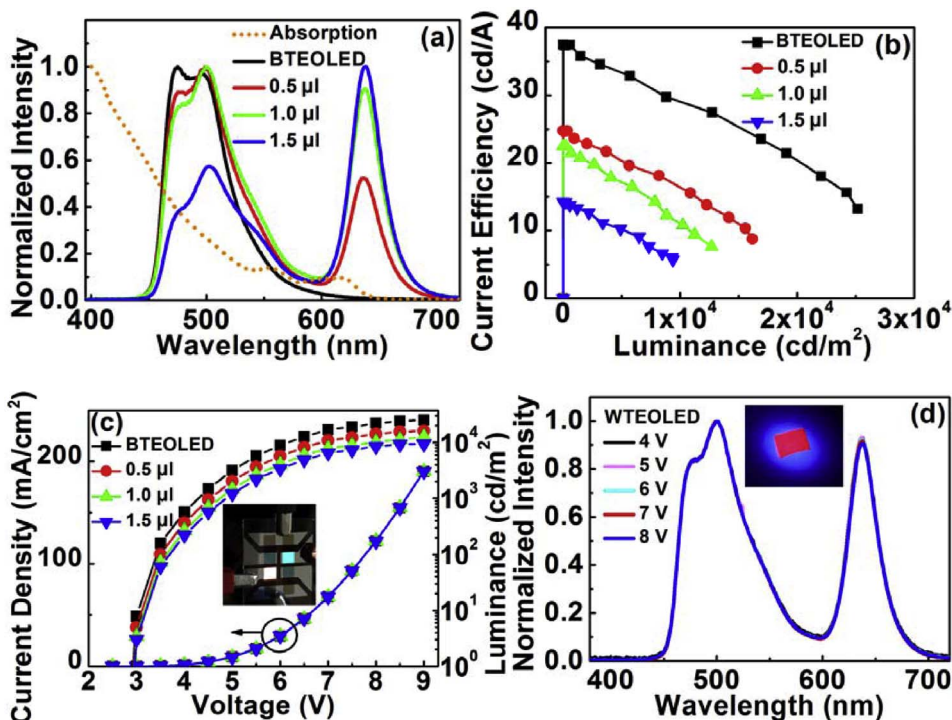 (a)
Absorption
BTEOLED
0.5 µl
1.0 µl
1.5 µl
Normalized Intensity
1.0
0.8
0.6
0.4
0.2
0.0
400 500 600 700
Wavelength (nm)
(b)
BTEOLED
0.5 µl
1.0 µl
1.5 µl
Current Efficiency (cd/A)
40
30
20
10
0
0 1x10⁴ 2x10⁴ 3x10⁴
Luminance (cd/m²)
(c)
BTEOLED
0.5 µl
1.0 µl
1.5 µl
Current Density (mA/cm²)
200
100
0
2 3 4 5 6 7 8 9
Voltage (V)
10⁴
10³
10²
10¹
10⁰
Luminance (cd/m²)
(d)
WTEOLED
4 V
5 V
6 V
7 V
8 V
Normalized Intensity
1.0
0.8
0.6
0.4
0.2
0.0
400 500 600 700
Wavelength (nm)